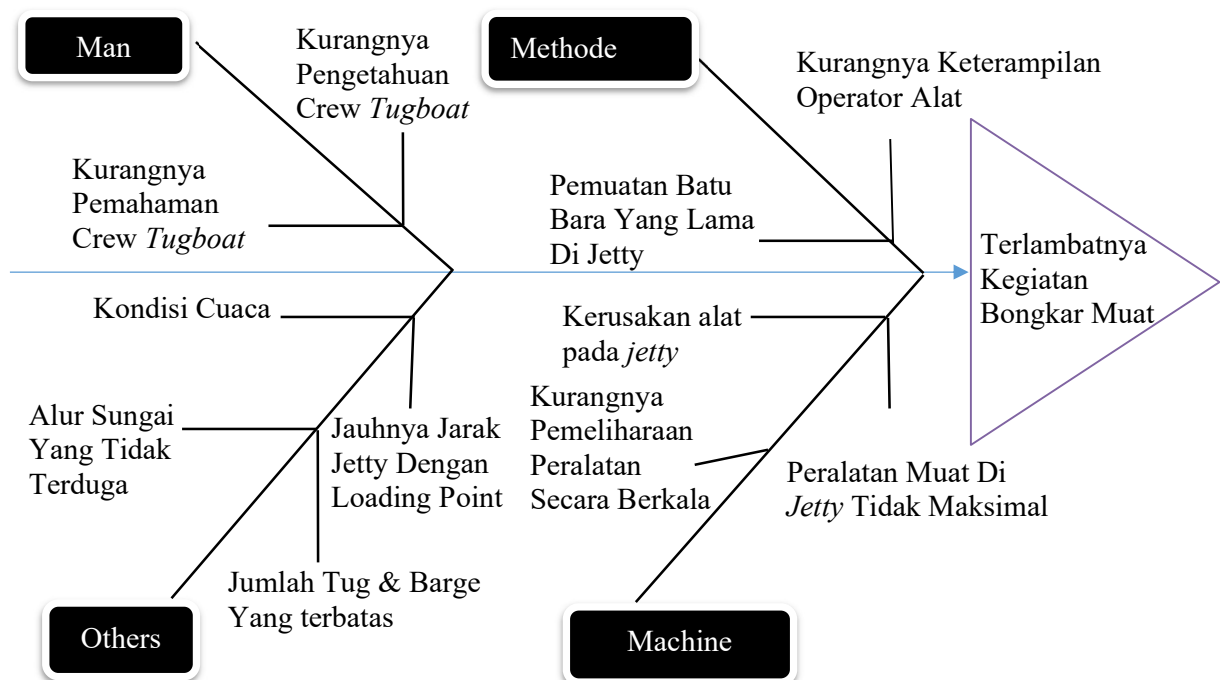 Man
Kurangnya
Pengetahuan
Crew Tugboat
Kurangnya
Pemahaman
Crew Tugboat
Methode
Kurangnya Keterampilan
Operator Alat
Pemuatan Batu
Bara Yang Lama
Di Jetty
Terlambatnya
Kegiatan
Bongkar Muat
Kondisi Cuaca
Alur Sungai
Yang Tidak
Terduga
Jauhnya Jarak
Jetty Dengan
Loading Point
Jumlah Tug & Barge
Yang terbatas
Others
Kerusakan alat
pada jetty
Kurangnya
Pemeliharaan
Peralatan
Secara Berkala
Peralatan Muat Di
Jetty Tidak Maksimal
Machine